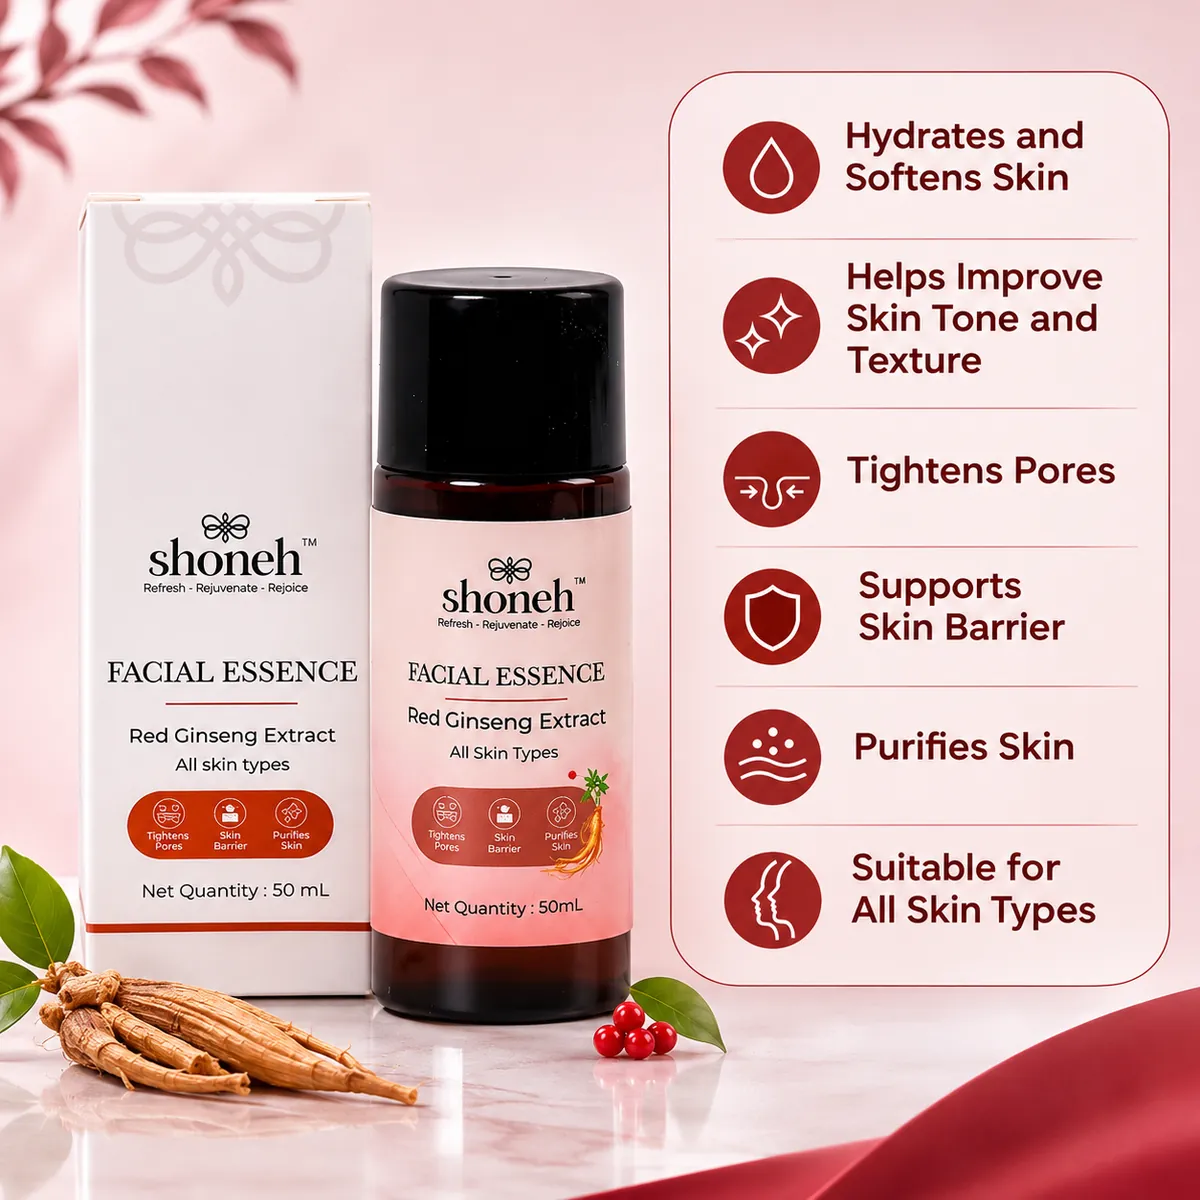 shoneh™
Refresh - Rejuvenate - Rejoice
FACIAL ESSENCE
Red Ginseng Extract
All skin types
Tightens
Pores
Skin
Barrier
Purifies
Skin
Net Quantity : 50 mL
shoneh™
Refresh - Rejuvenate - Rejoice
FACIAL ESSENCE
Red Ginseng Extract
All Skin Types
Tightens
Pores
Skin
Barrier
Purifies
Skin
Net Quantity : 50mL
Hydrates and
Softens Skin
Helps Improve
Skin Tone and
Texture
Tightens Pores
Supports
Skin Barrier
Purifies Skin
Suitable for
All Skin Types